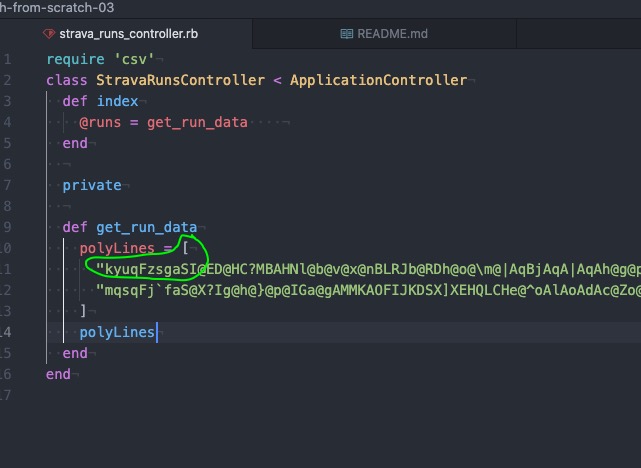 h-from-scratch-03
strava_runs_controller.rb
README.md
1 require 'csv'
2 class StravaRunsController < ApplicationController
3 def index
4 @runs = get_run_data
5 end
6
7 private
8
9 def get_run_data
10 polyLines = [
11 "kyuqFzsgaSI@ED@HC?MBAHNl@b@v@x@nBLRJb@RDh@o@\m@|AqBjAqA|AqAh@g@p
12 "mqsqFj`faS@X?Ig@h@}@p@IGa@gAMMKAOFIJKDSX]XEHQLCHe@^oAlAoAdAc@Zo@
13 ]
14 polyLines
15 end
16 end
17